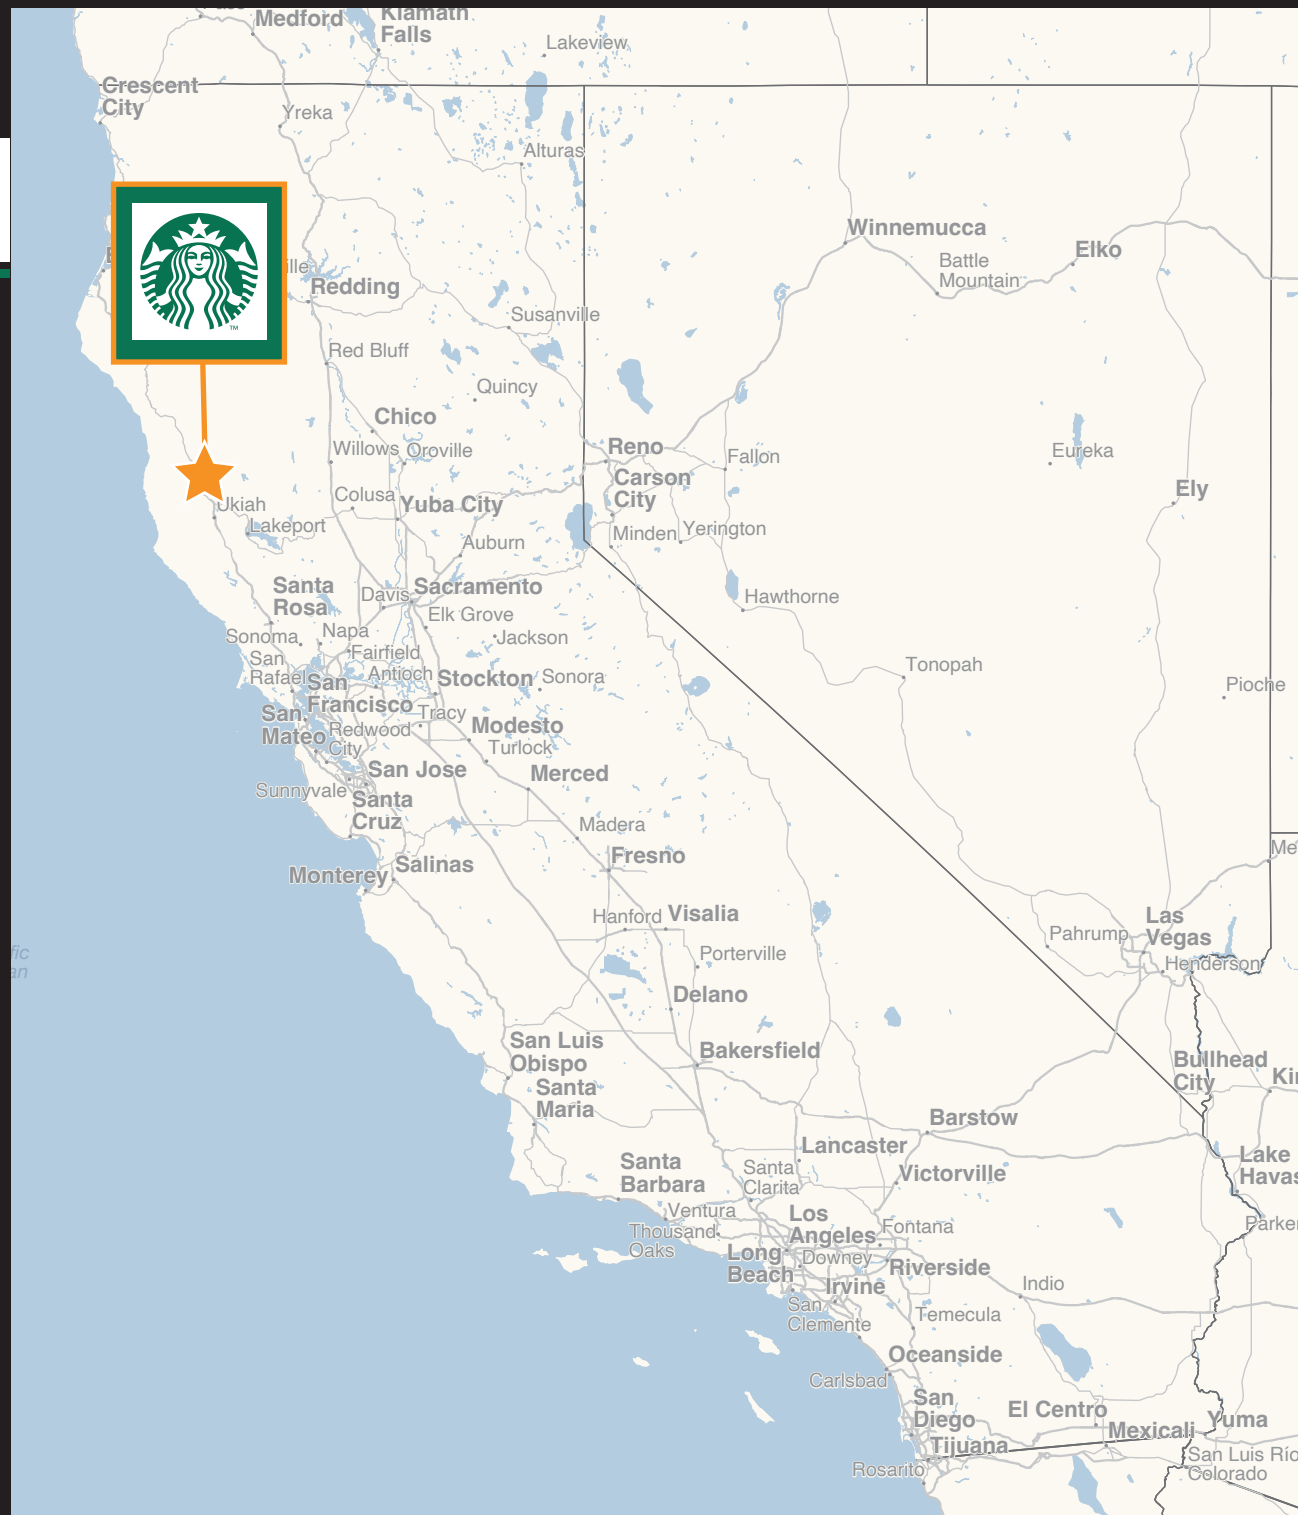 Medford
Klamath
Falls
Lakeview
Crescent
City
Yreka
Alturas
Winnemucca
Elko
Battle
Mountain
Redding
Susanville
TM
Red Bluff
Quincy
Chico
Willows
Oroville
Reno
Fallon
Eureka
Carson
City
Ely
Ukiah
Colusa
Yuba City
Lakeport
Minden
Yerington
Auburn
Santa
Rosa
Davis
Sacramento
Hawthorne
Elk Grove
Sonoma
Napa
Jackson
San
Rafael
Fairfield
Antioch
Stockton
Sonora
Tonopah
Pioche
San
Francisco
San
Mateo
Tracy
Redwood
City
Modesto
Turlock
San Jose
Merced
Sunnyvale
Santa
Cruz
Madera
Fresno
Salinas
Monterey
Hanford
Visalia
Las
Vegas
Pahrump
Henderson
Porterville
Delano
San Luis
Obispo
Bakersfield
Santa
Maria
Bullhead
City
Barstow
Lancaster
Lake
Santa
Barbara
Santa
Clarita
Victorville
Ventura
Thousand
Oaks
Los
Angeles
Fontana
Long
Beach
Downey
Riverside
Irvine
Indio
San
Clemente
Temecula
Oceanside
Carlsbad
San
Diego
El Centro
Yuma
Mexicali
Tijuana
San Luis Río
Colorado
Rosarito